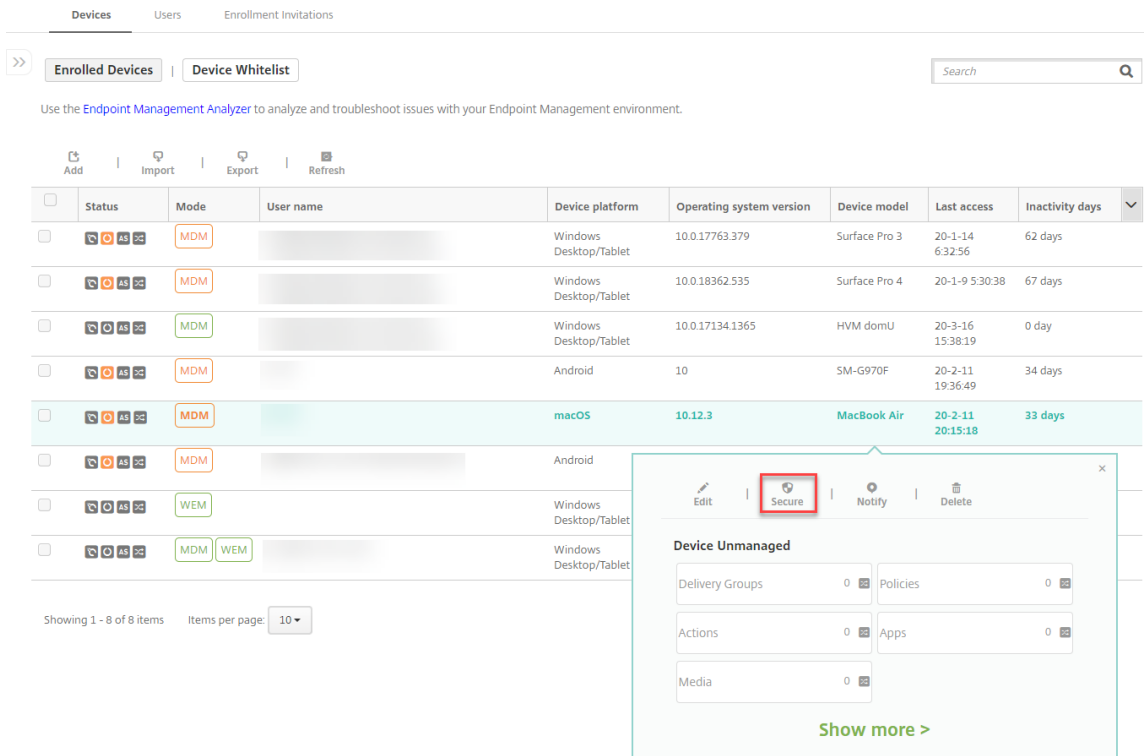 Devices Users Enrollment Invitations
Enrolled Devices | Device Whitelist Search
Use the Endpoint Management Analyzer to analyze and troubleshoot issues with your Endpoint Management environment.
Add | Import | Export | Refresh
Status Mode User name Device platform Operating system version Device model Last access Inactivity days
AS MDM Windows 10.0.17763.379 Surface Pro 3 20-1-14 62 days
Desktop/Tablet 6:32:56
AS MDM Windows 10.0.18362.535 Surface Pro 4 20-1-9 5:30:38 67 days
Desktop/Tablet
AS MDM Windows 10.0.17134.1365 HVM domU 20-3-16 0 day
Desktop/Tablet 15:38:19
AS MDM Android 10 SM-G970F 20-2-11 34 days
19:36:49
AS MDM macOS 10.12.3 MacBook Air 20-2-11 33 days
20:15:18
AS MDM Android
AS WEM Windows
Desktop/Tablet
AS MDM WEM Windows
Desktop/Tablet
Showing 1 - 8 of 8 items Items per page: 10
×
Edit | Secure | Notify | Delete
Device Unmanaged
Delivery Groups 0 Policies 0
Actions 0 Apps 0
Media 0
Show more >